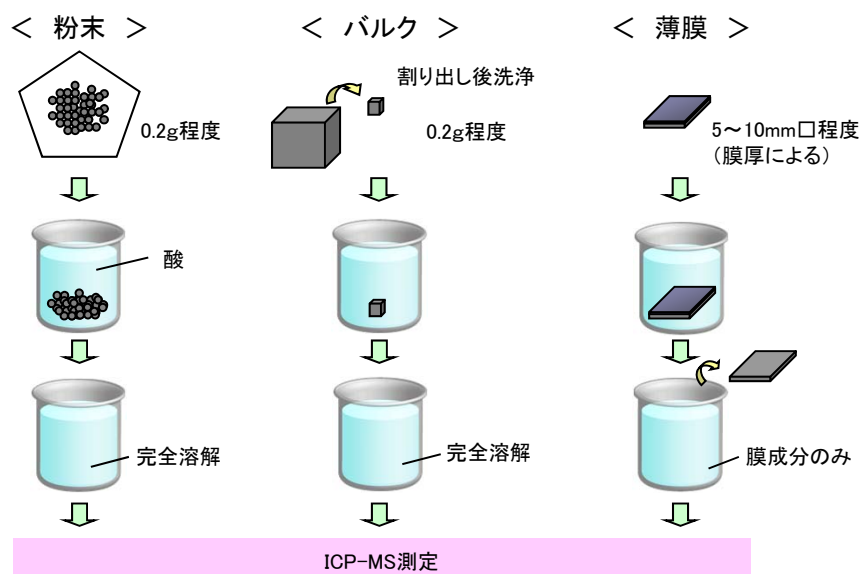 ＜ 粉末 ＞
＜ バルク ＞
＜ 薄膜 ＞
割り出し後洗浄
0.2g程度
0.2g程度
5～10mm□程度
（膜厚による）
酸
完全溶解
完全溶解
膜成分のみ
ICP-MS測定